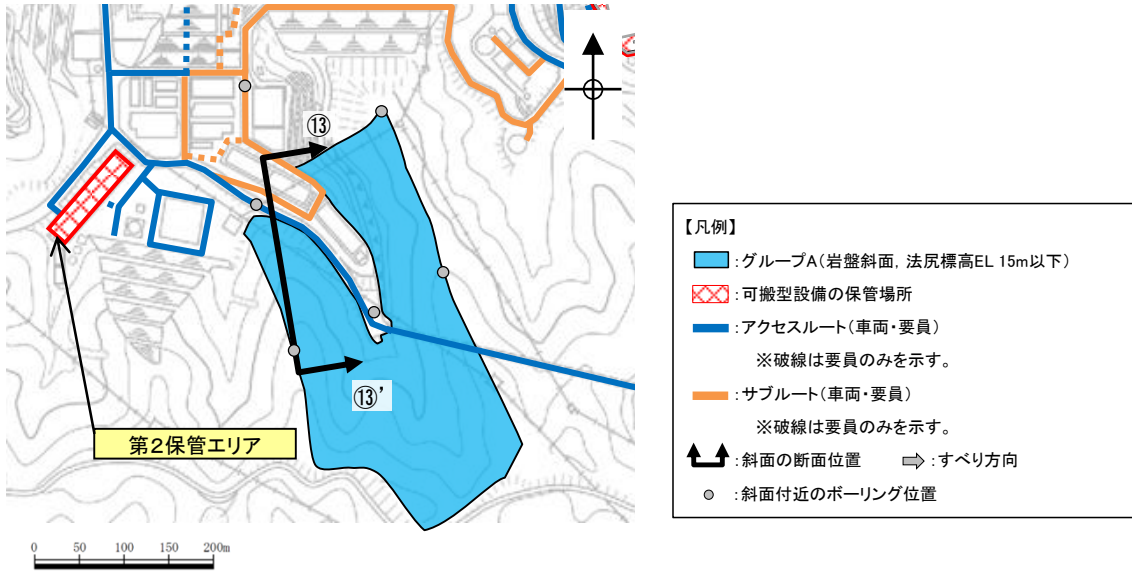 ⑬
⑬’
第2保管エリア
0 50 100 150 200m
【凡例】
:グループA(岩盤斜面, 法尻標高EL 15m以下)
:可搬型設備の保管場所
:アクセスルート(車両・要員)
※破線は要員のみを示す。
:サブルート(車両・要員)
※破線は要員のみを示す。
:斜面の断面位置 :すべり方向
:斜面付近のボーリング位置